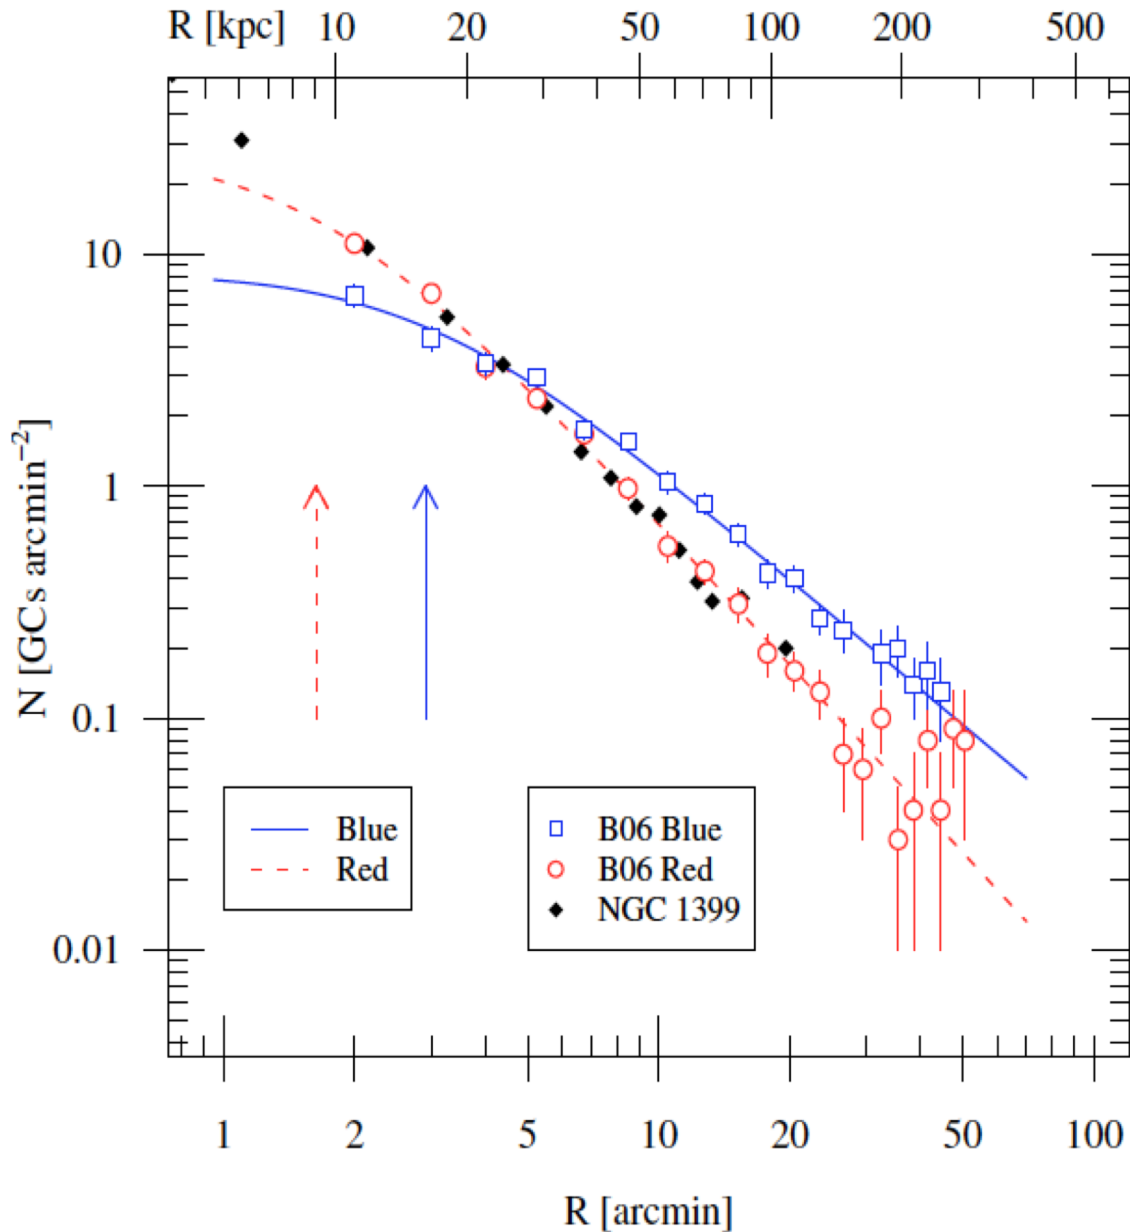 R [kpc] 10 20 50 100 200 500
10
1
0.1
0.01
N [GCs arcmin⁻²]
Blue
Red
B06 Blue
B06 Red
NGC 1399
1 2 5 10 20 50 100
R [arcmin]